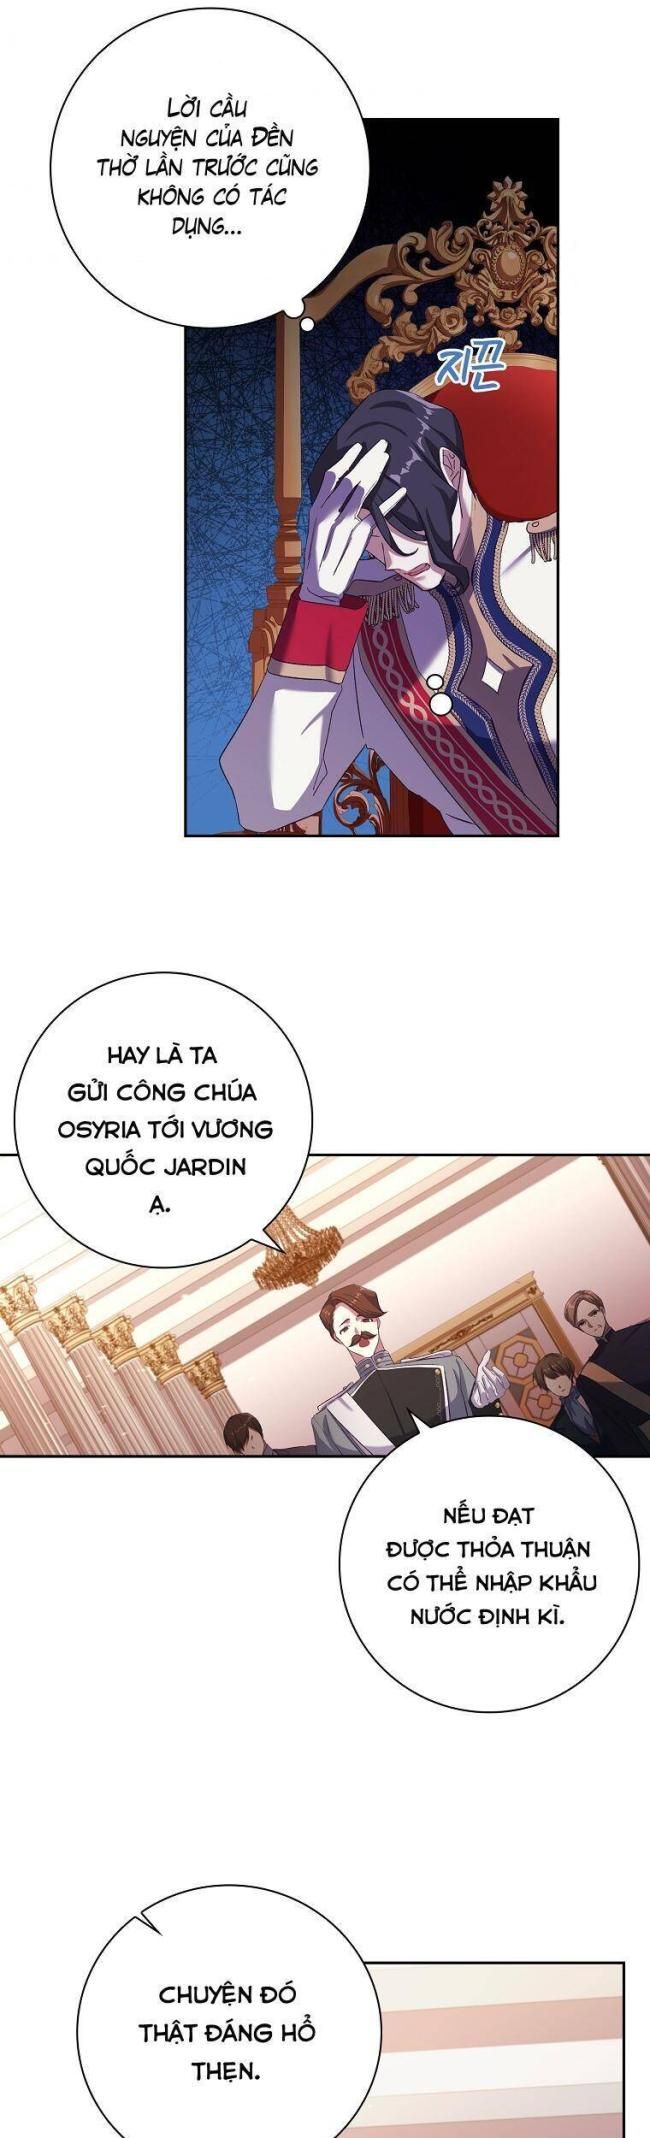 LỜI CẦU
NGUYỆN CỦA ĐỀN
THỜ LẦN TRƯỚC CŨNG
KHÔNG CÓ TÁC
DỤNG...
지끈
HAY LÀ TA
GỬI CÔNG CHÚA
OSYRIA TỚI VƯƠNG
QUỐC JARDIN
Ạ.
NẾU ĐẠT
ĐƯỢC THỎA THUẬN
CÓ THỂ NHẬP KHẨU
NƯỚC ĐỊNH KÌ.
CHUYỆN ĐÓ
THẬT ĐÁNG HỔ
THẸN.